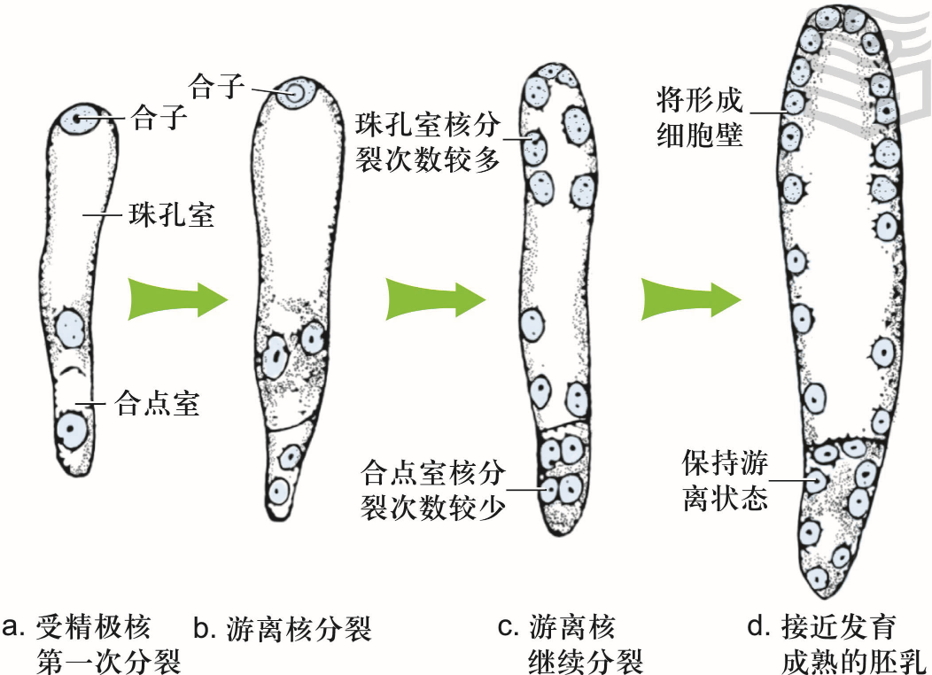 合子
珠孔室
合点室
a. 受精极核
第一次分裂
合子
b. 游离核分裂
珠孔室核分
裂次数较多
合点室核分
裂次数较少
c. 游离核
继续分裂
将形成
细胞壁
保持游
离状态
d. 接近发育
成熟的胚乳